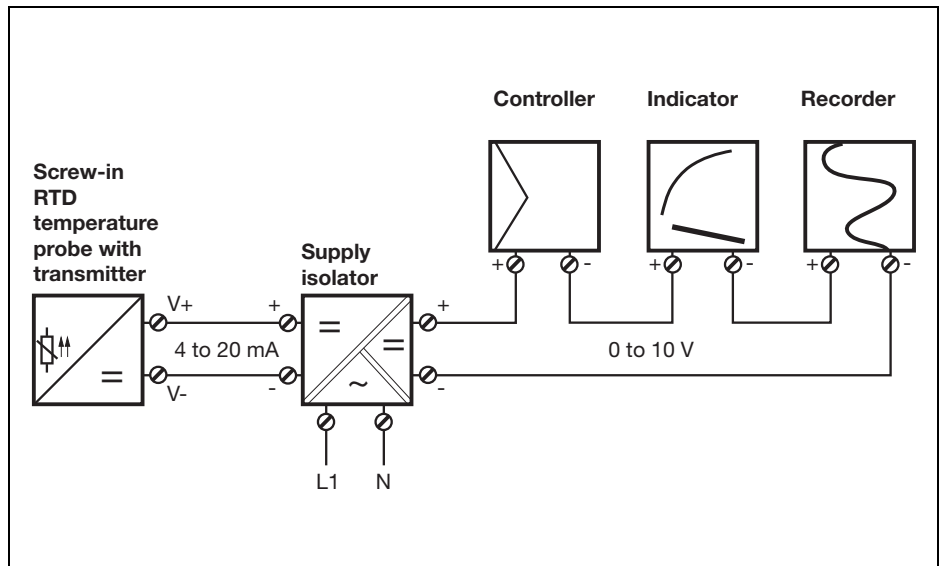 Controller
Indicator
Recorder
Screw-in
RTD
temperature
probe with
transmitter
Supply
isolator
+ -
+ -
+ -
V+
+
+
4 to 20 mA
0 to 10 V
V-
-
-
~
L1
N